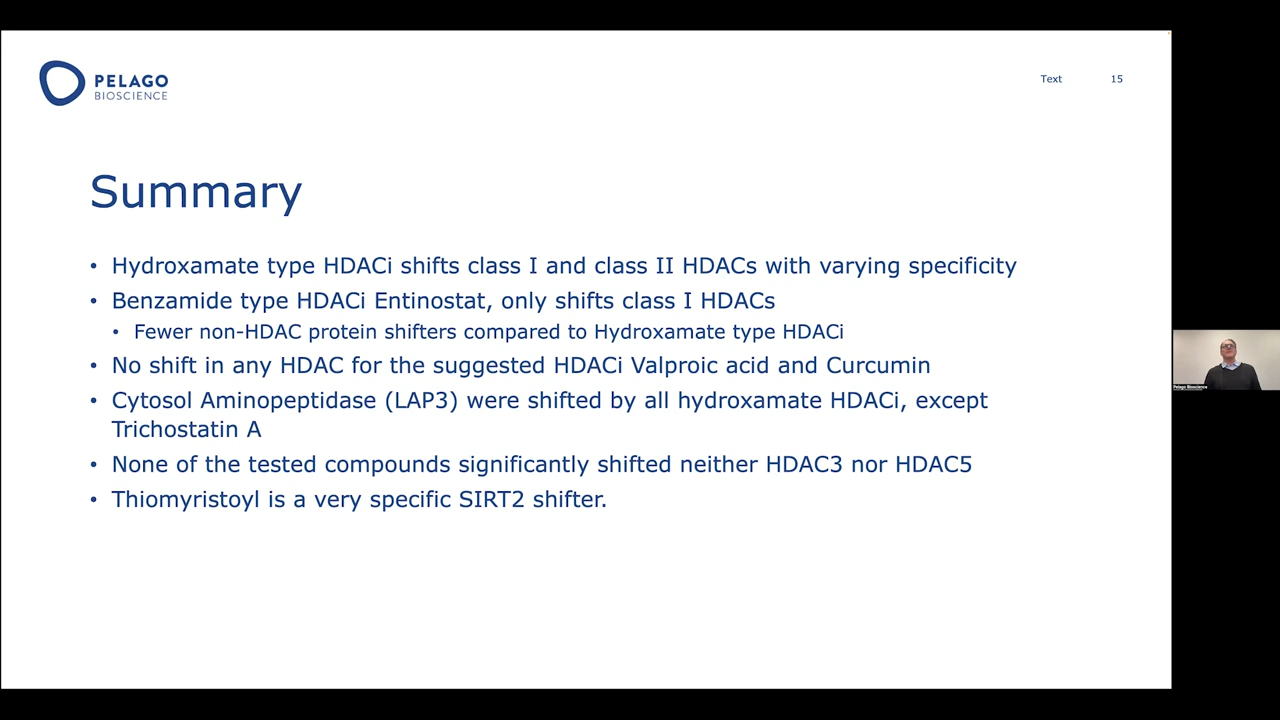 PELAGO
BIOSCIENCE
Text 15
Summary
• Hydroxamate type HDACi shifts class I and class II HDACs with varying specificity
• Benzamide type HDACi Entinostat, only shifts class I HDACs
• Fewer non-HDAC protein shifters compared to Hydroxamate type HDACi
• No shift in any HDAC for the suggested HDACi Valproic acid and Curcumin
• Cytosol Aminopeptidase (LAP3) were shifted by all hydroxamate HDACi, except
Trichostatin A
• None of the tested compounds significantly shifted neither HDAC3 nor HDAC5
• Thiomyristoyl is a very specific SIRT2 shifter.
Pelago Bioscience